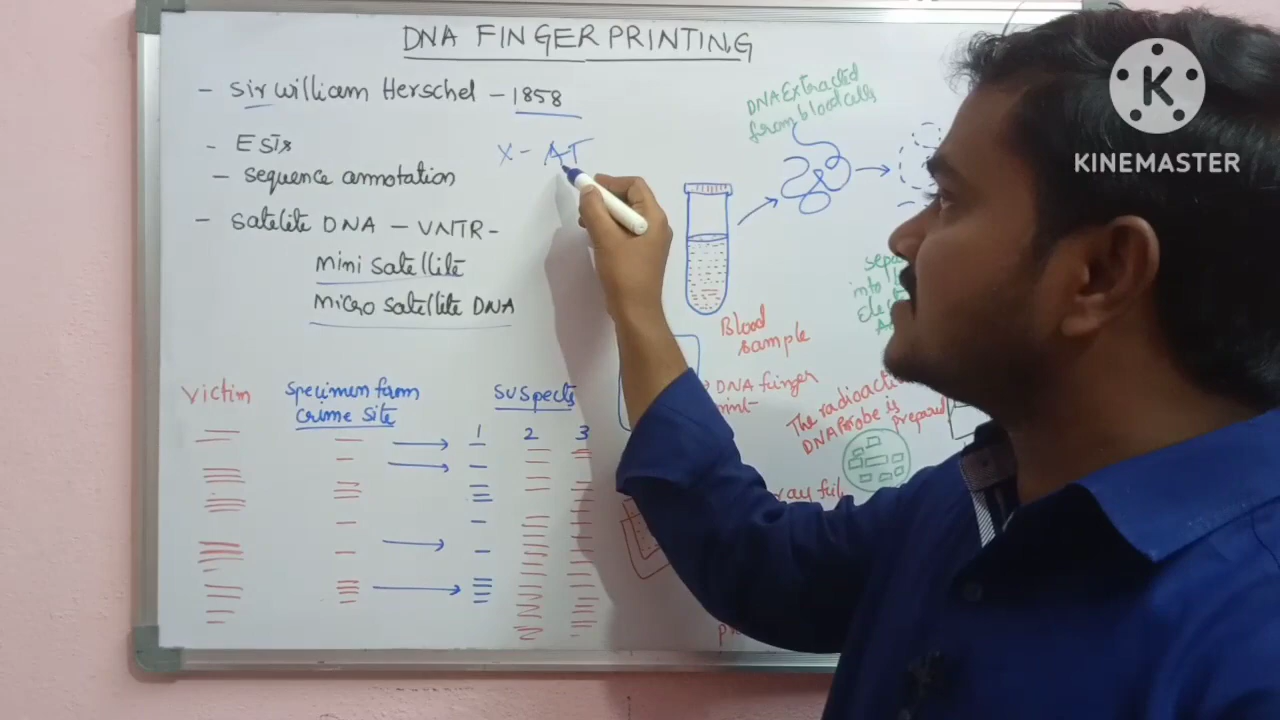 DNA FINGERPRINTING
- Sir William Herschel - 1858
- ESTs
- Sequence annotation
- Satelite DNA - VNTR -
Mini satellite
Micro satellite DNA
X - AT
DNA Extracted
from blood cells
Blood
sample
DNA finger
The radioactive
DNA Probe is
prepared
into
Victim
Specimen farm
crime site
Suspects
1 2 3
K
KINEMASTER